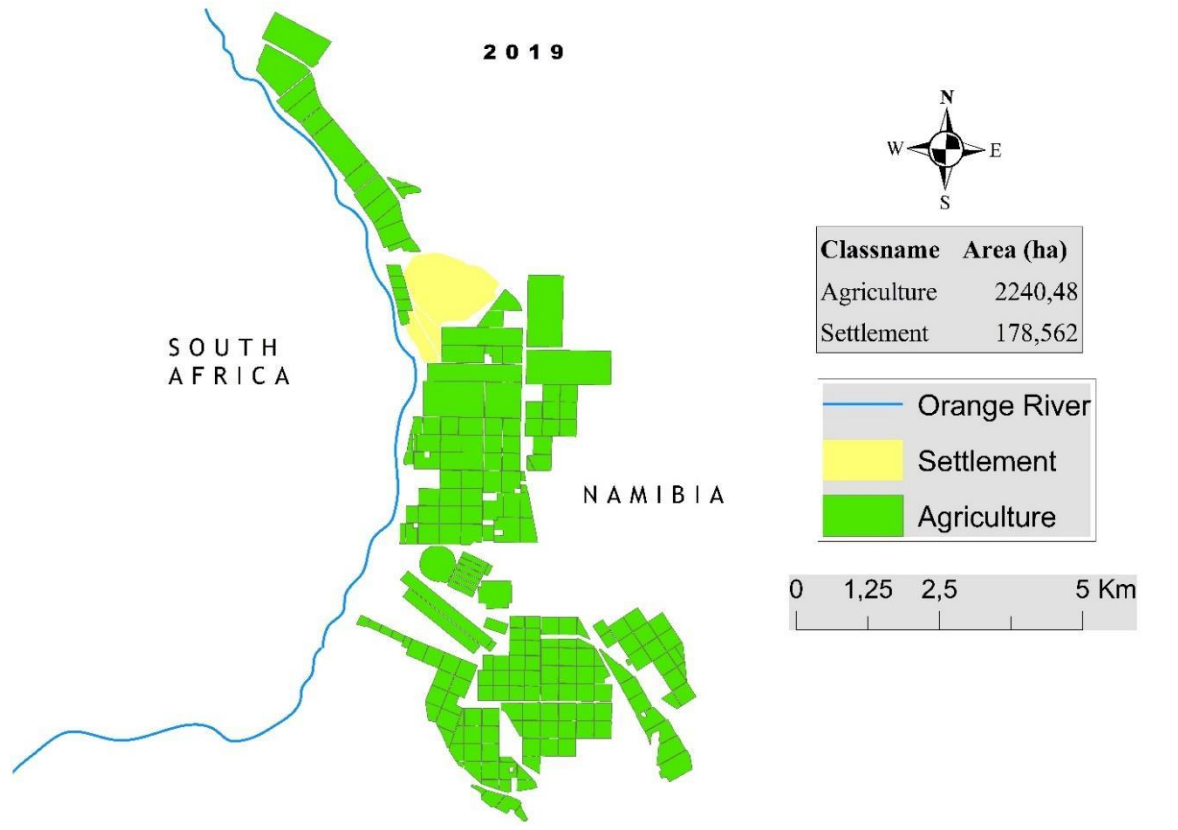 2019
N
W E
S
Classname Area (ha)
Agriculture 2240,48
Settlement 178,562
SOUTH
AFRICA
Orange River
Settlement
Agriculture
NAMIBIA
0 1,25 2,5 5 Km